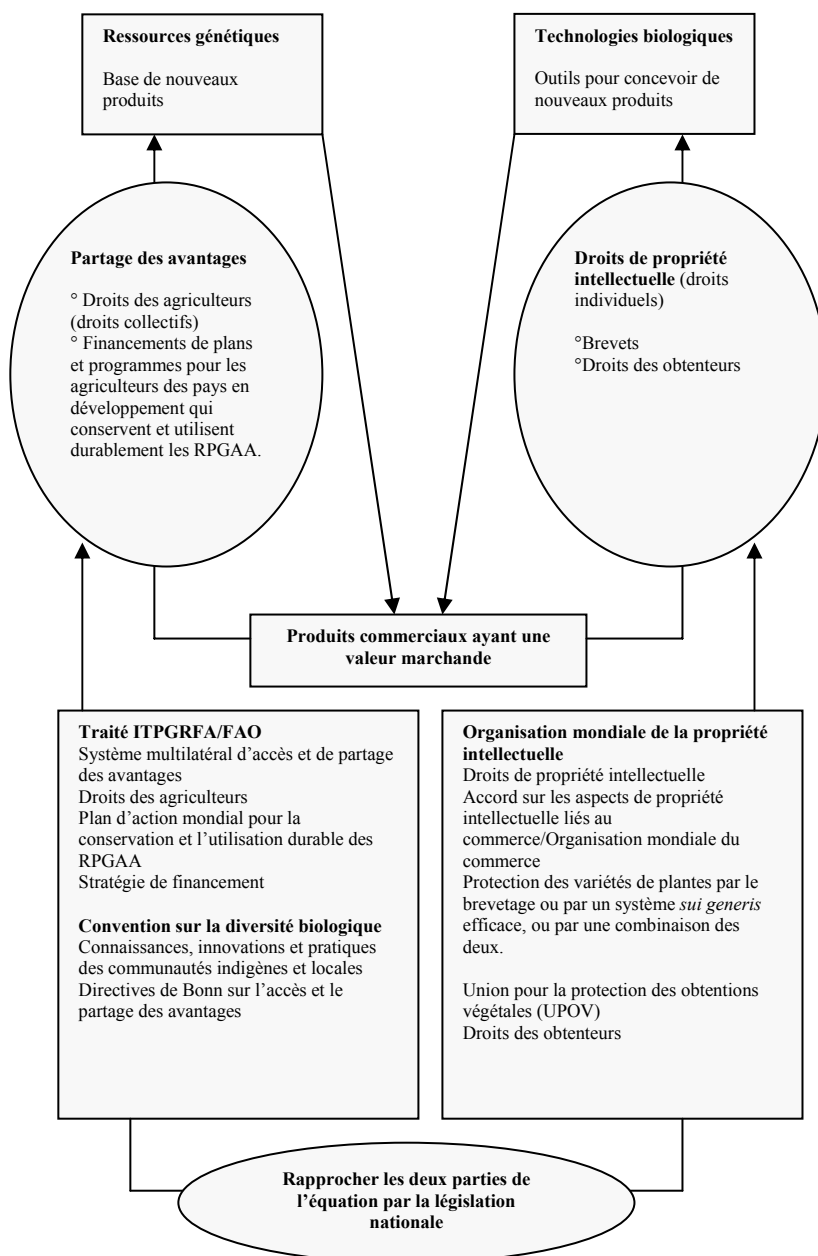 Ressources génétiques
Base de nouveaux
produits
Technologies biologiques
Outils pour concevoir de
nouveaux produits
Partage des avantages
° Droits des agriculteurs
(droits collectifs)
° Financements de plans
et programmes pour les
agriculteurs des pays en
développement qui
conservent et utilisent
durablement les RPGAA.
Droits de propriété
intellectuelle (droits
individuels)
°Brevets
°Droits des obtenteurs
Produits commerciaux ayant une
valeur marchande
Traité ITPGRFA/FAO
Système multilatéral d’accès et de partage
des avantages
Droits des agriculteurs
Plan d’action mondial pour la
conservation et l’utilisation durable des
RPGAA
Stratégie de financement
Convention sur la diversité biologique
Connaissances, innovations et pratiques
des communautés indigènes et locales
Directives de Bonn sur l’accès et le
partage des avantages
Organisation mondiale de la propriété
intellectuelle
Droits de propriété intellectuelle
Accord sur les aspects de propriété
intellectuelle liés au
commerce/Organisation mondiale du
commerce
Protection des variétés de plantes par le
brevetage ou par un système sui generis
efficace, ou par une combinaison des
deux.
Union pour la protection des obtentions
végétales (UPOV)
Droits des obtenteurs
Rapprocher les deux parties de
l’équation par la législation
nationale